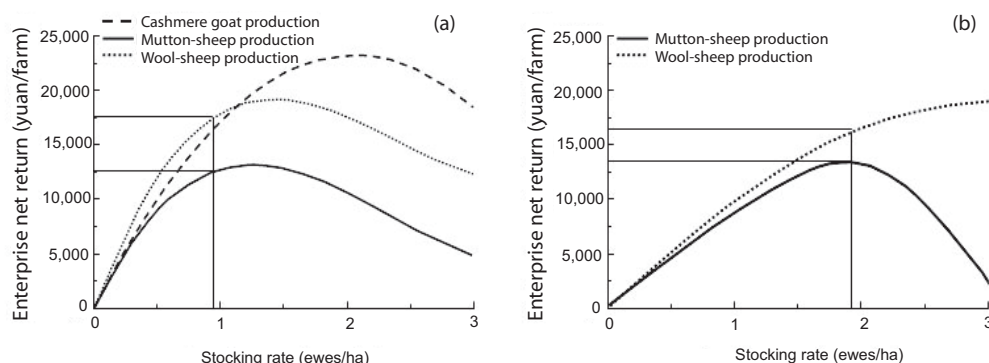 (a)
Cashmere goat production
Mutton-sheep production
Wool-sheep production
Enterprise net return (yuan/farm)
25,000
20,000
15,000
10,000
5,000
0
0 1 2 3
Stocking rate (ewes/ha)
(b)
Mutton-sheep production
Wool-sheep production
Enterprise net return (yuan/farm)
25,000
20,000
15,000
10,000
5,000
0
0 1 2 3
Stocking rate (ewes/ha)